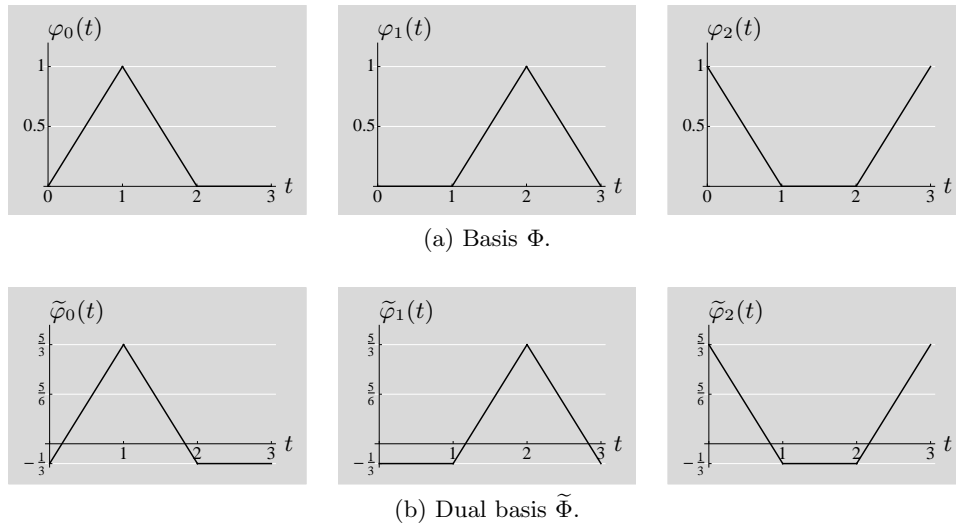 φ₀(t) φ₁(t) φ₂(t)
1 1 1
0.5 0.5 0.5
0 1 2 3 t 0 1 2 3 t 0 1 2 3 t
(a) Basis Φ.
φ̃₀(t) φ̃₁(t) φ̃₂(t)
5/3 5/3 5/3
5/6 5/6 5/6
1 2 3 t 1 2 3 t 1 2 3 t
−1/3 −1/3 −1/3
(b) Dual basis Φ̃.